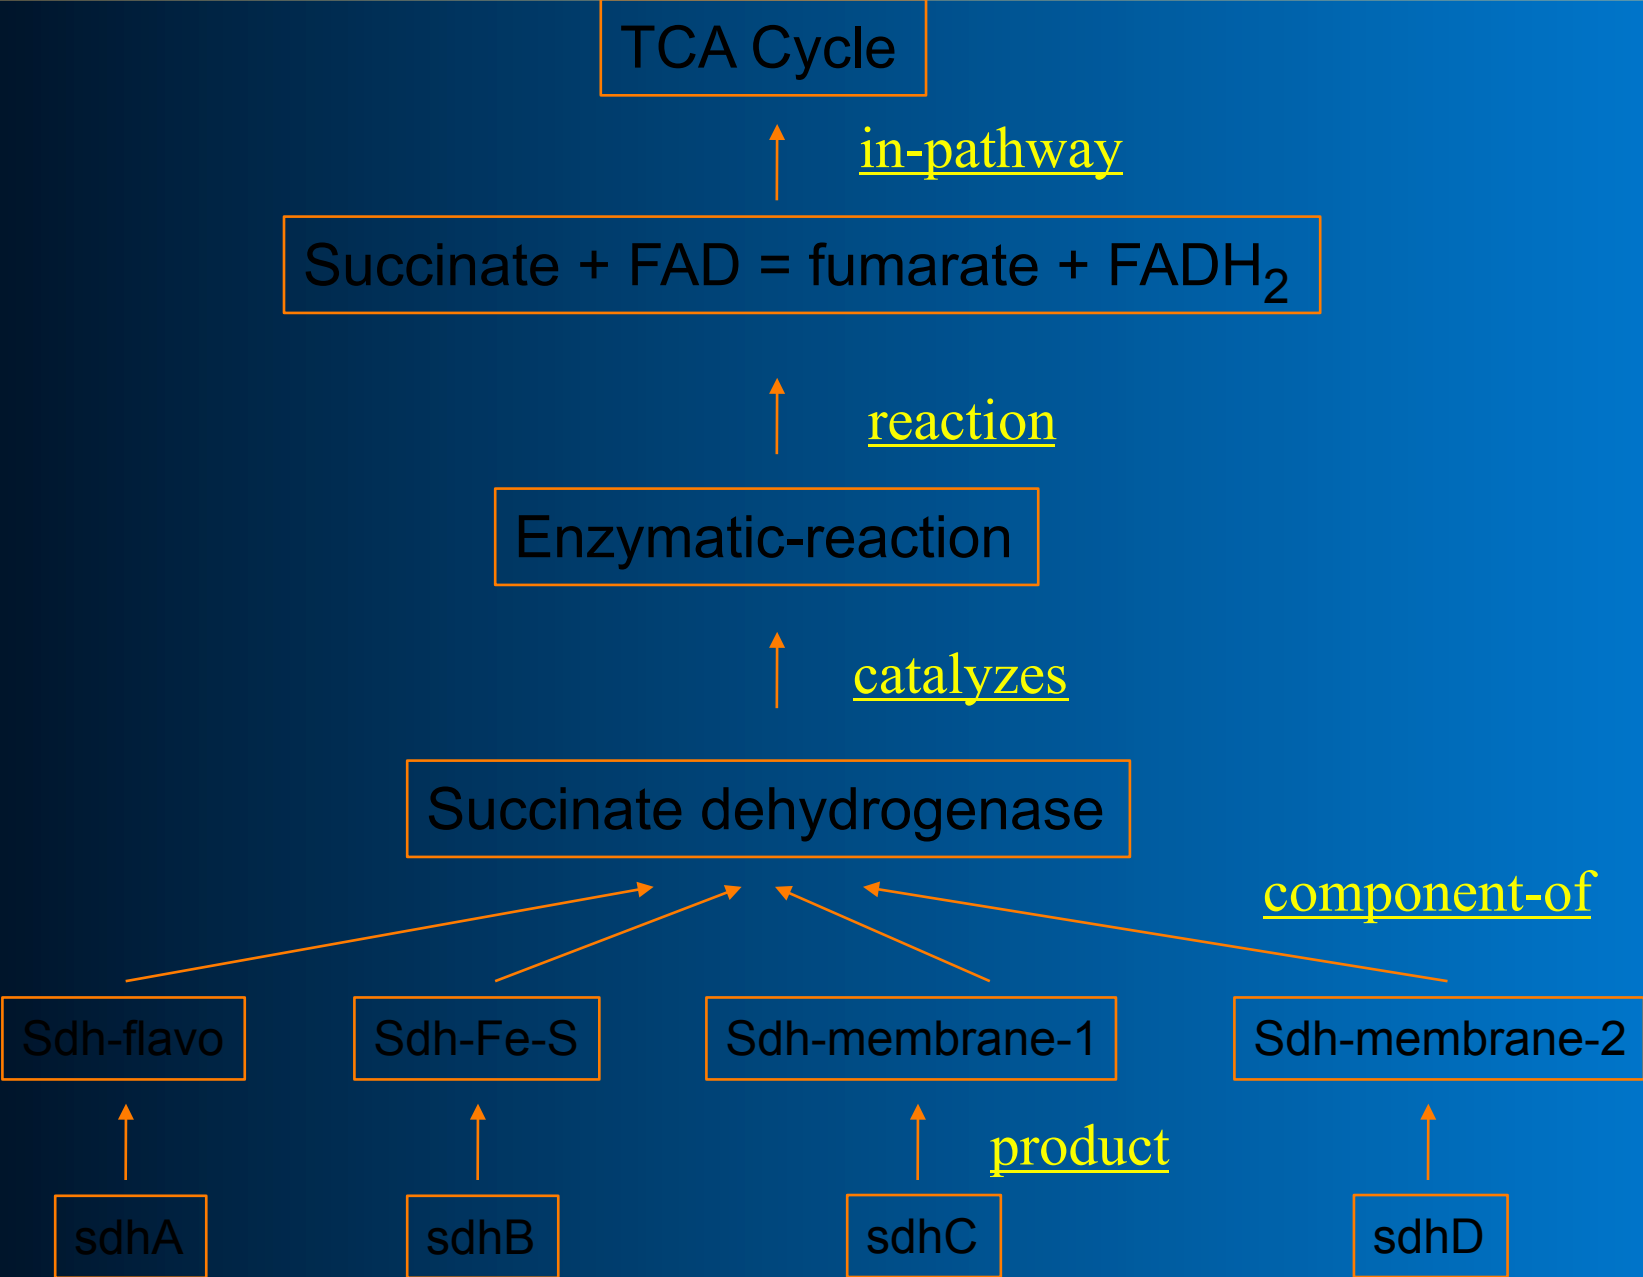 TCA Cycle
in-pathway
Succinate + FAD = fumarate + FADH₂
reaction
Enzymatic-reaction
catalyzes
Succinate dehydrogenase
component-of
Sdh-flavo
Sdh-Fe-S
Sdh-membrane-1
Sdh-membrane-2
product
sdhA
sdhB
sdhC
sdhD